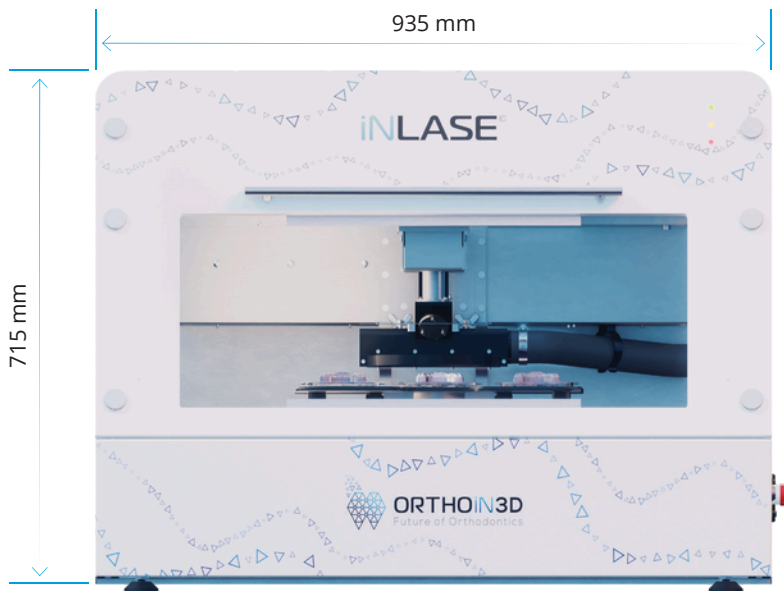 935 mm
iNLASE©
715 mm
ORTHOiN3D
Future of Orthodontics